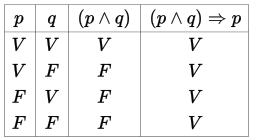 p q (p ∧ q) (p ∧ q) ⇒ p
V V V V
V F F V
F V F V
F F F V